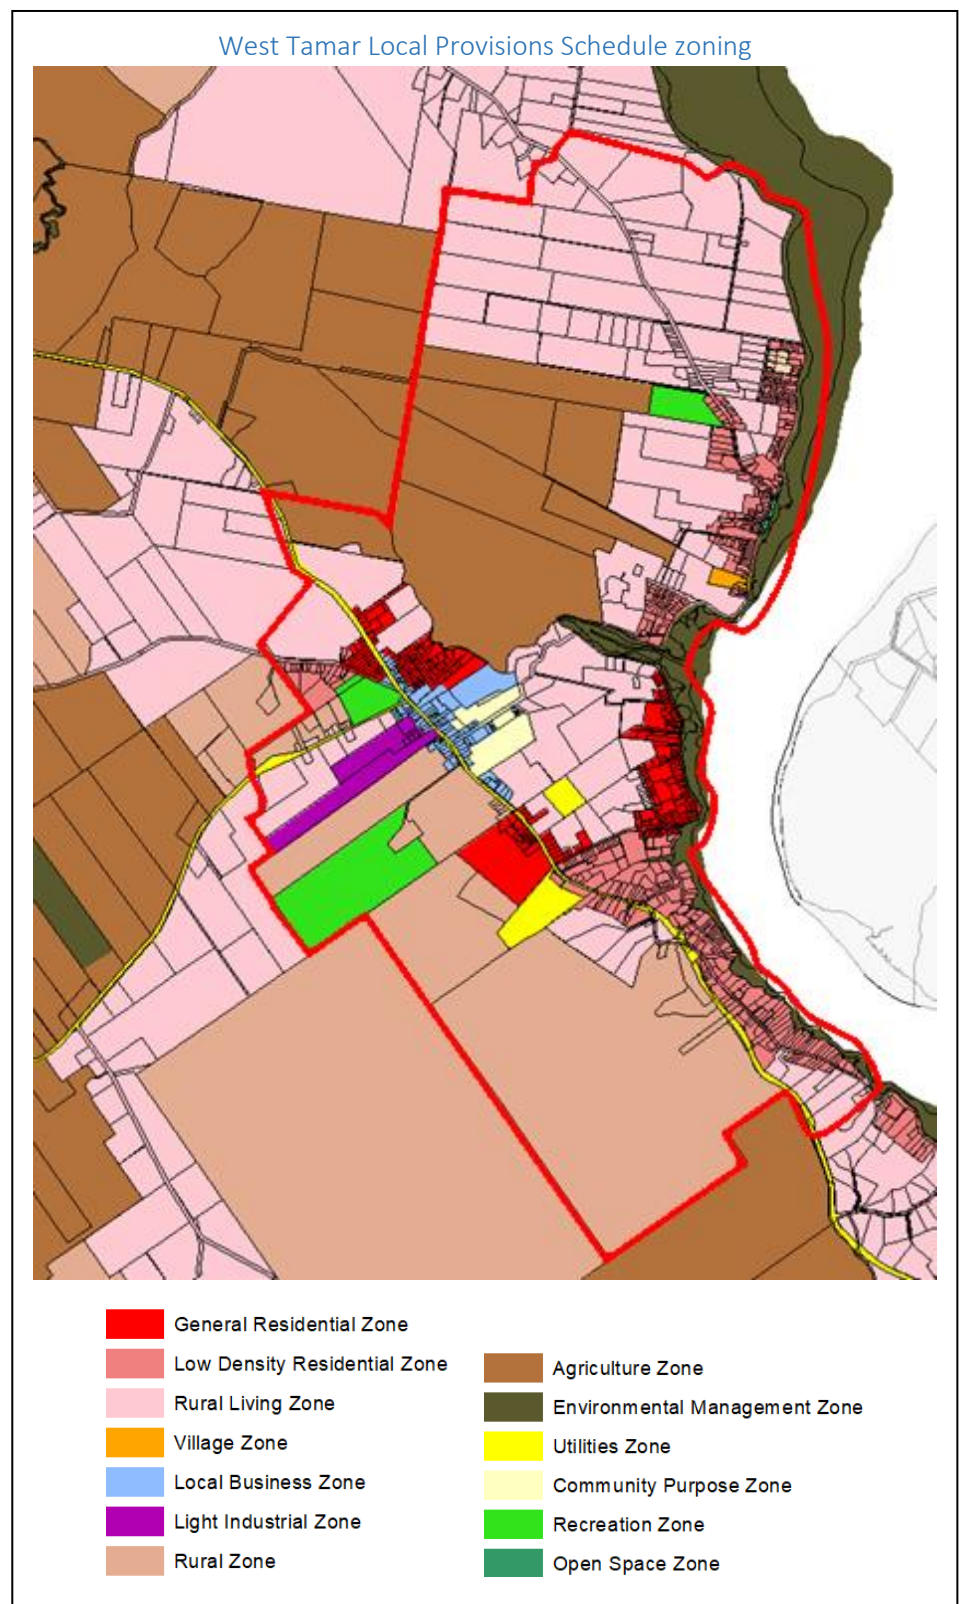 West Tamar Local Provisions Schedule zoning
General Residential Zone
Low Density Residential Zone
Rural Living Zone
Village Zone
Local Business Zone
Light Industrial Zone
Rural Zone
Agriculture Zone
Environmental Management Zone
Utilities Zone
Community Purpose Zone
Recreation Zone
Open Space Zone